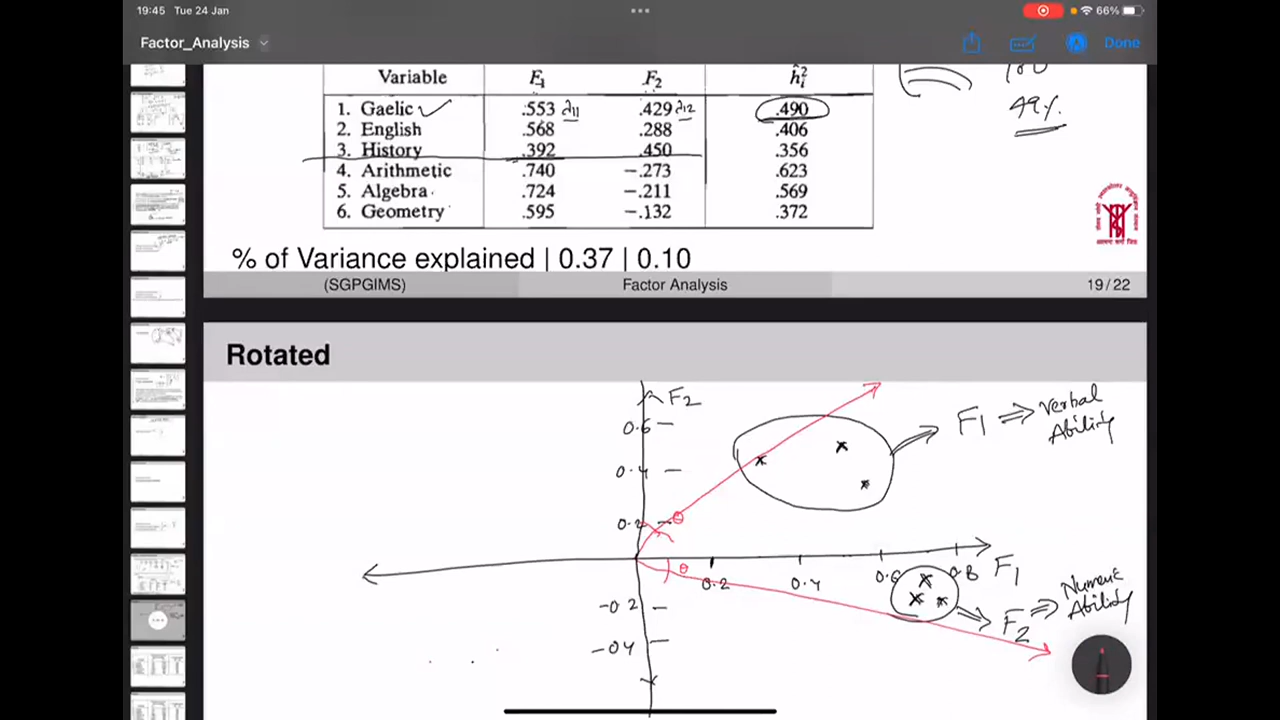 19:45 Tue 24 Jan
66%
Factor_Analysis
Done
Variable F1 F2 ĥ²i
1. Gaelic .553 λ11 .429 λ12 .490
2. English .568 .288 .406
3. History .392 .450 .356
4. Arithmetic .740 −.273 .623
5. Algebra .724 −.211 .569
6. Geometry .595 −.132 .372
49%
% of Variance explained | 0.37 | 0.10
(SGPGIMS) Factor Analysis 19/22
Rotated
F2
0.6
0.4
0.2
θ
F1 ⇒ Verbal
Ability
θ
0.2 0.4 0.6 0.8 F1
-0.2
-04
F2 ⇒ Numeric
Ability